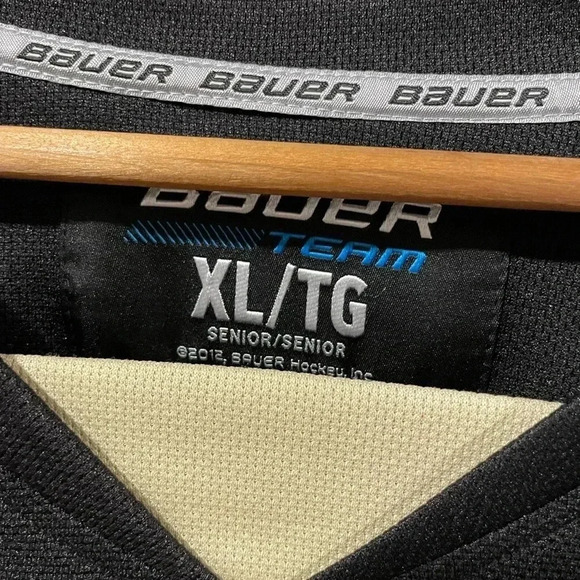 BAUER BAUER BAUER
BAUER
TEAM
XL/TG
SENIOR/SENIOR
©2012, BAUER Hockey, Inc